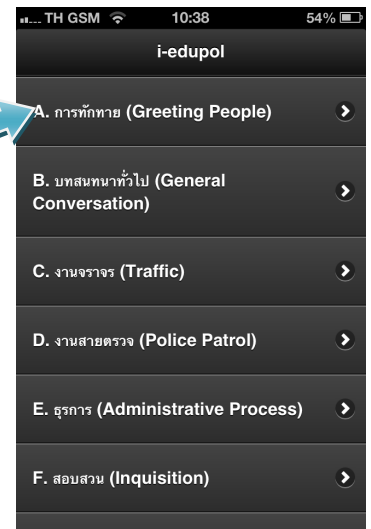 TH GSM 10:38 54%
i-edupol
A. การทักทาย (Greeting People)
B. บทสนทนาทั่วไป (General
Conversation)
C. งานจราจร (Traffic)
D. งานสายตรวจ (Police Patrol)
E. ธุรการ (Administrative Process)
F. สอบสวน (Inquisition)